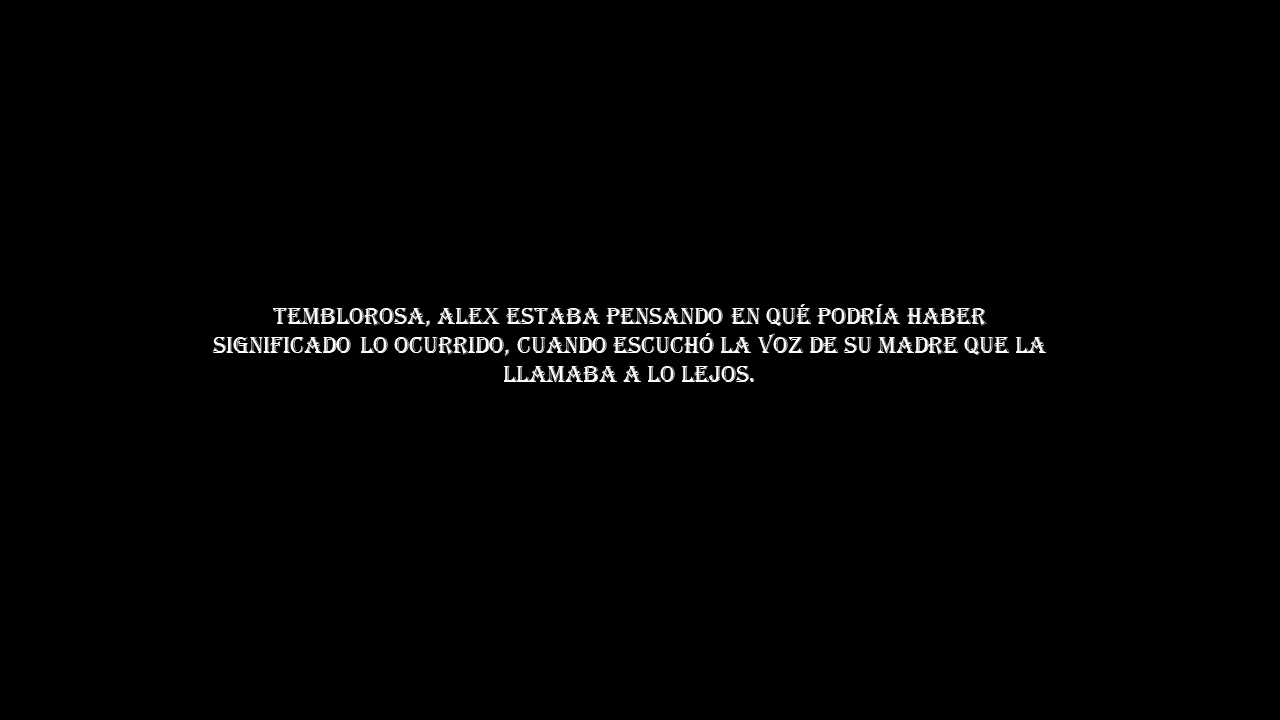 TEMBLOROSA, ALEX ESTABA PENSANDO EN QUÉ PODRÍA HABER
SIGNIFICADO LO OCURRIDO, CUANDO ESCUCHÓ LA VOZ DE SU MADRE QUE LA
LLAMABA A LO LEJOS.